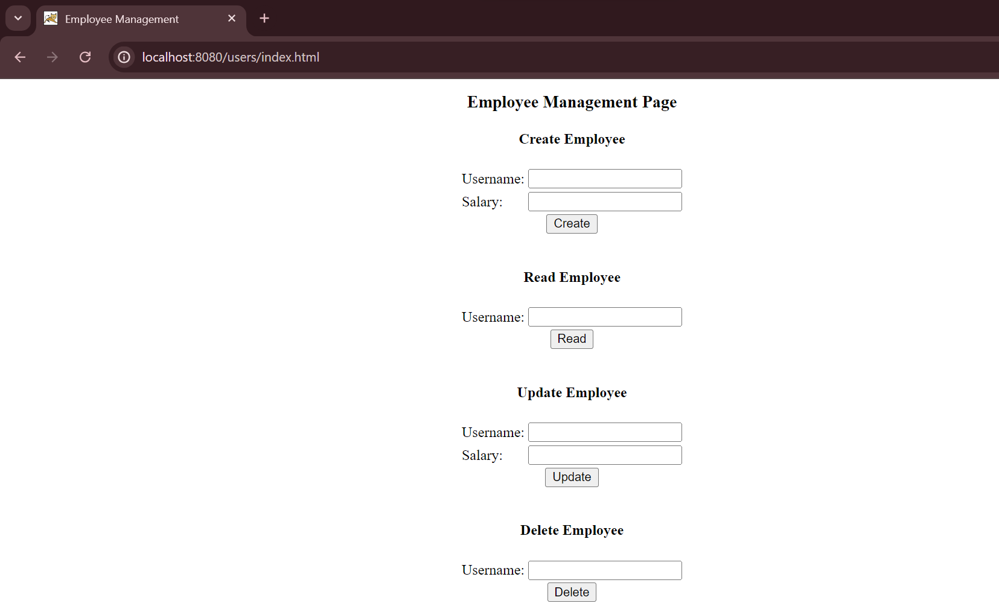 Employee Management
localhost:8080/users/index.html
Employee Management Page
Create Employee
Username:
Salary:
Create
Read Employee
Username:
Read
Update Employee
Username:
Salary:
Update
Delete Employee
Username:
Delete